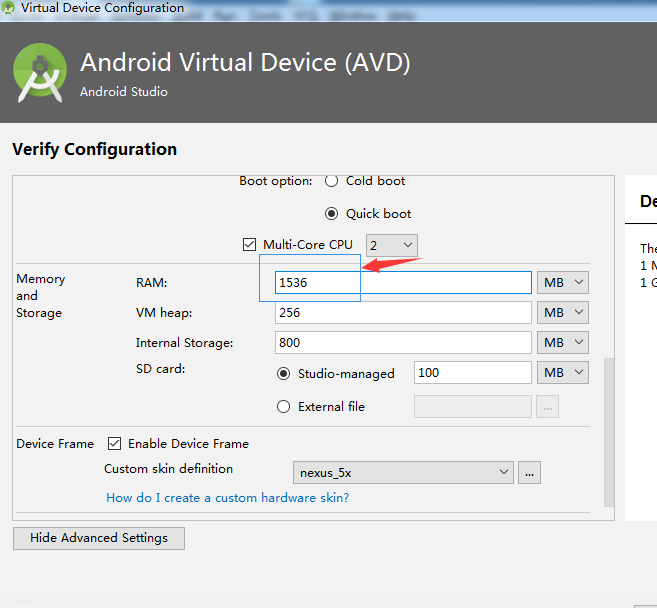 Virtual Device Configuration
Android Virtual Device (AVD)
Android Studio
Verify Configuration
Boot option: Cold boot
Quick boot
Multi-Core CPU 2
Memory and Storage
RAM: 1536 MB
VM heap: 256 MB
Internal Storage: 800 MB
SD card: Studio-managed 100 MB
External file ...
Device Frame Enable Device Frame
Custom skin definition nexus_5x ...
How do I create a custom hardware skin?
Hide Advanced Settings
De
The
1 M
1 G